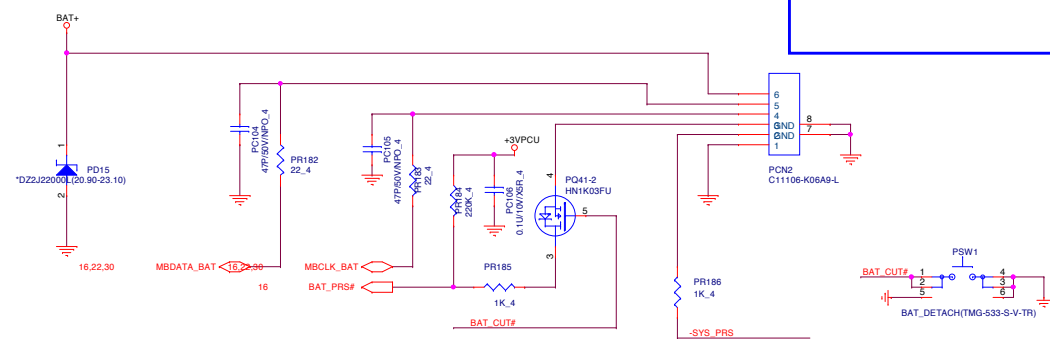 BAT+
6
5
4
3
GND
8
2
GND
7
1
PCN2
C11106-K06A9-L
PC104
47P/50V/NPO_4
PR182
22_4
PC105
47P/50V/NPO_4
PR183
22_4
+3VPCU
PR184
220K_4
PC106
0.1U/10V/X5R_4
4
PQ41-2
HN1K03FU
5
3
1
PD15
*DZ2J22000L(20.90-23.10)
2
16,22,30
MBDATA_BAT
16,22,30
MBCLK_BAT
16
BAT_PRS#
PR185
1K_4
BAT_CUT#
PR186
1K_4
-SYS_PRS
PSW1
BAT_CUT#
1
4
2
3
5
6
BAT_DETACH(TMG-533-S-V-TR)